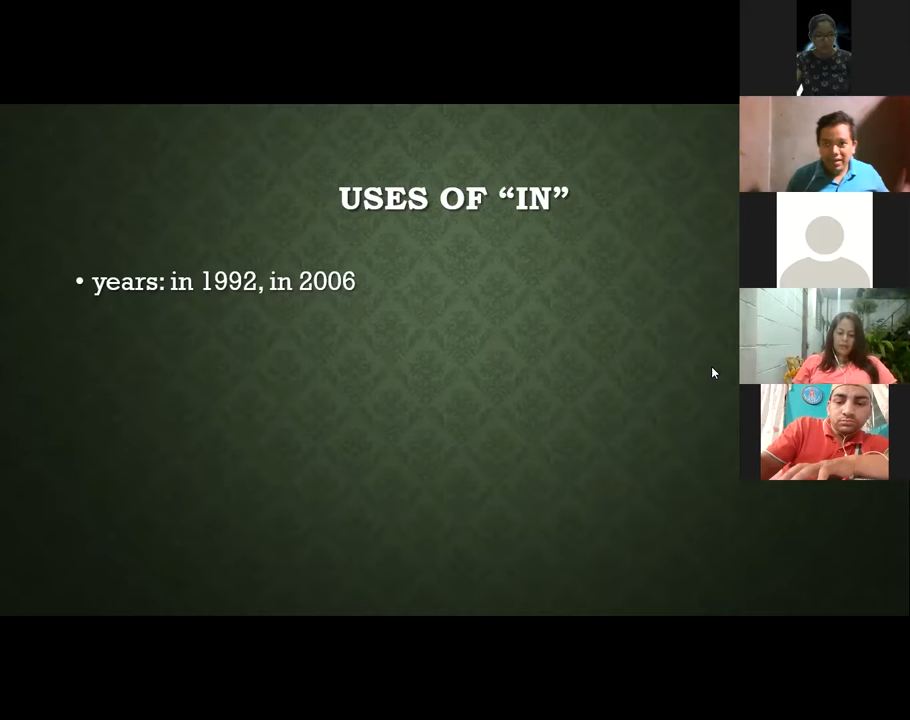 USES OF “IN”
• years: in 1992, in 2006